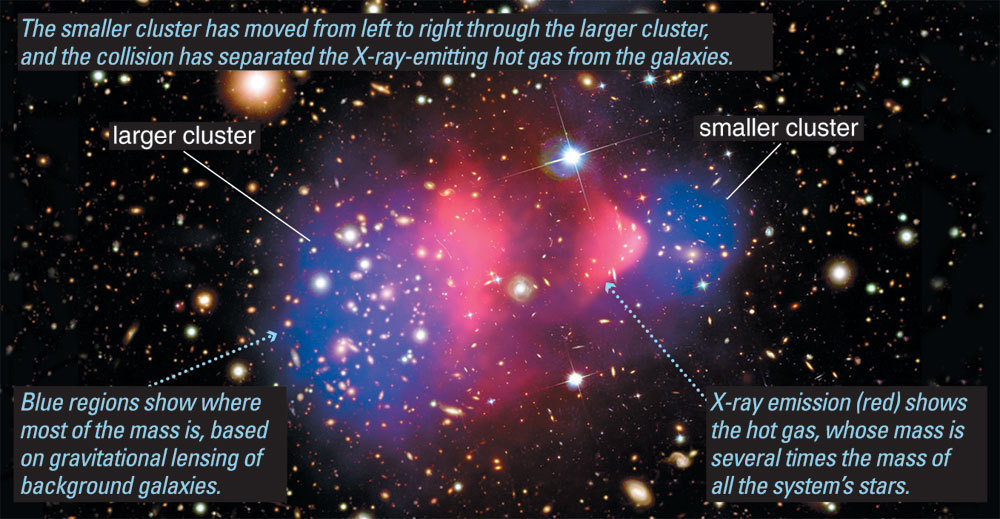 The smaller cluster has moved from left to right through the larger cluster,
and the collision has separated the X-ray-emitting hot gas from the galaxies.
larger cluster
smaller cluster
Blue regions show where
most of the mass is, based
on gravitational lensing of
background galaxies.
X-ray emission (red) shows
the hot gas, whose mass is
several times the mass of
all the system's stars.